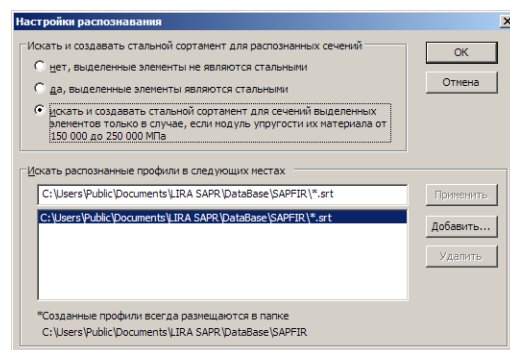 Настройки распознавания
Искать и создавать стальной сортамент для распознанных сечений
нет, выделенные элементы не являются стальными
да, выделенные элементы являются стальными
искать и создавать стальной сортамент для сечений выделенных
элементов только в случае, если модуль упругости их материала от
150 000 до 250 000 МПа
OK
Отмена
Искать распознанные профили в следующих местах
C:\Users\Public\Documents\LIRA SAPR\DataBase\SAPFIR\*.srt
Применить
C:\Users\Public\Documents\LIRA SAPR\DataBase\SAPFIR\*.srt
Добавить...
Удалить
*Созданные профили всегда размещаются в папке
C:\Users\Public\Documents\LIRA SAPR\DataBase\SAPFIR